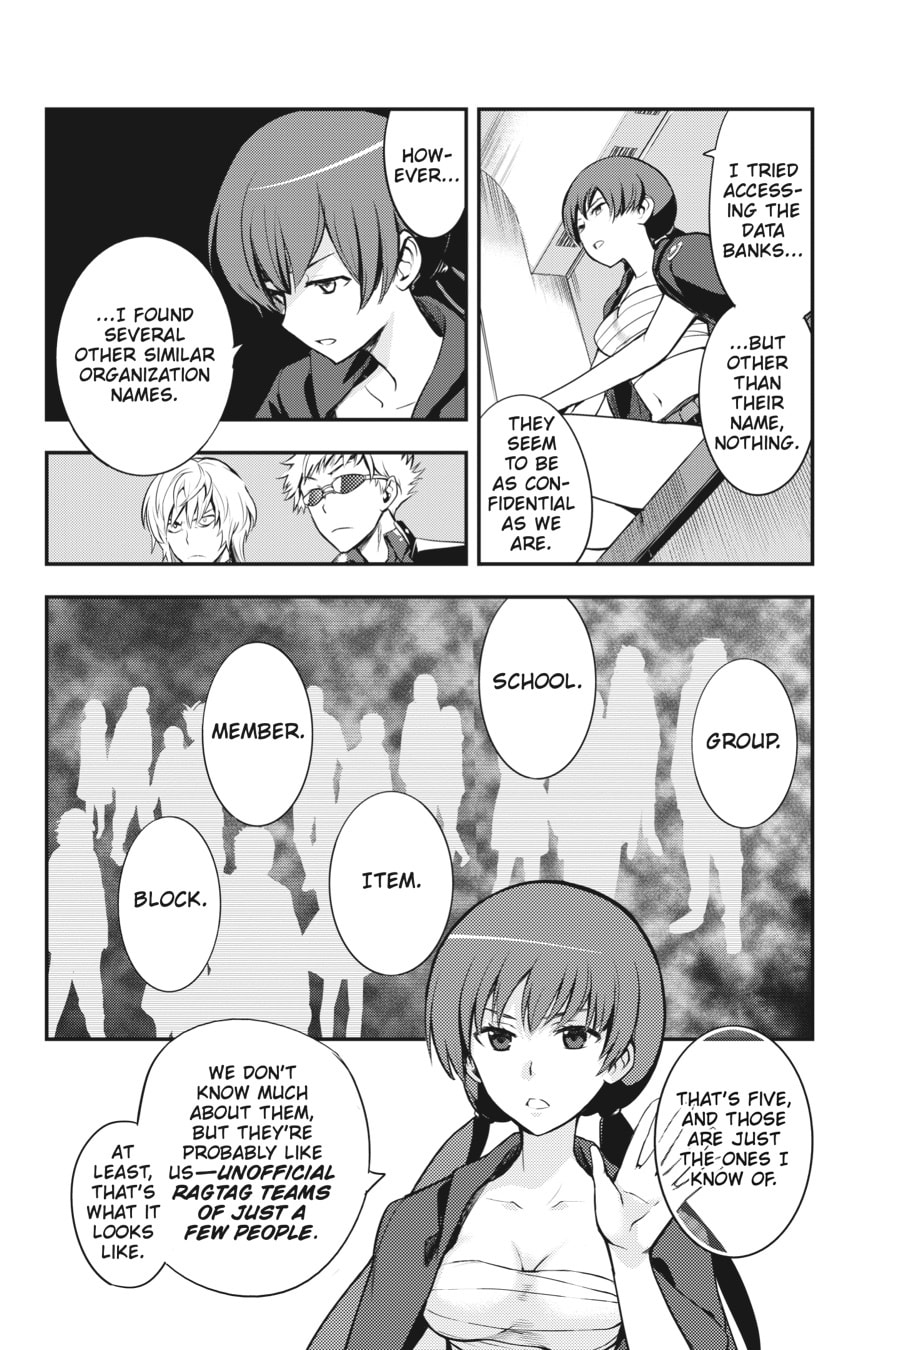 I TRIED
ACCESS-
ING THE
DATA
BANKS...
...BUT
OTHER
THAN
THEIR
NAME,
NOTHING.
THEY
SEEM
TO BE
AS CON-
FIDENTIAL
AS WE
ARE.
HOW-
EVER...
...I FOUND
SEVERAL
OTHER SIMILAR
ORGANIZATION
NAMES.
GROUP.
SCHOOL.
ITEM.
MEMBER.
BLOCK.
THAT'S FIVE,
AND THOSE
ARE JUST
THE ONES I
KNOW OF.
WE DON'T
KNOW MUCH
ABOUT THEM,
BUT THEY'RE
PROBABLY LIKE
US—UNOFFICIAL
RAGTAG TEAMS
OF JUST A
FEW PEOPLE.
AT
LEAST,
THAT'S
WHAT IT
LOOKS
LIKE.